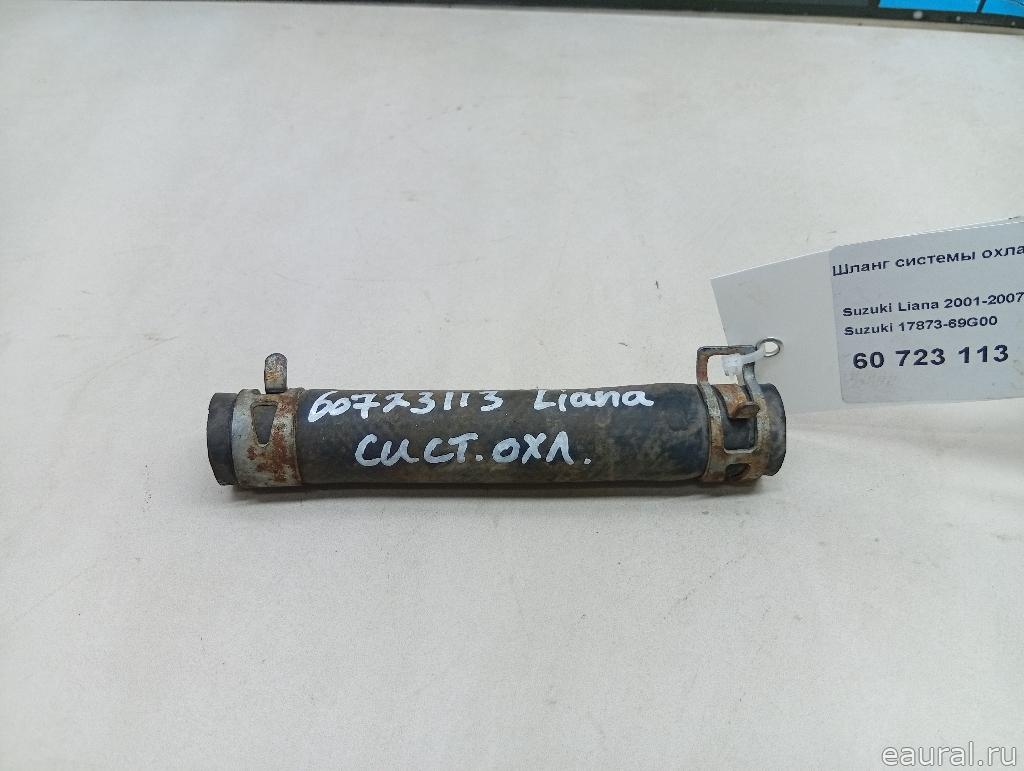 Шланг системы охла
Suzuki Liana 2001-2007
Suzuki 17873-69G00
60 723 113
60723113 Liana
СИСТ. ОХЛ.
eaural.ru